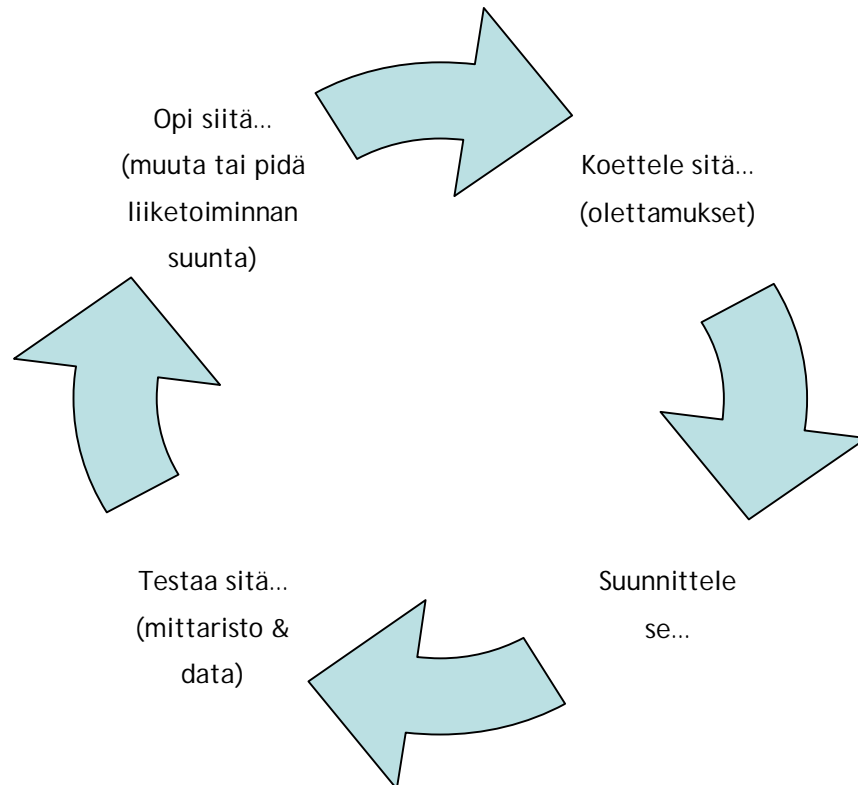 Opi siitä...
(muuta tai pidä
liiketoiminnan
suunta)
Koettele sitä...
(olettamukset)
Testaa sitä...
(mittaristo &
data)
Suunnittele
se...